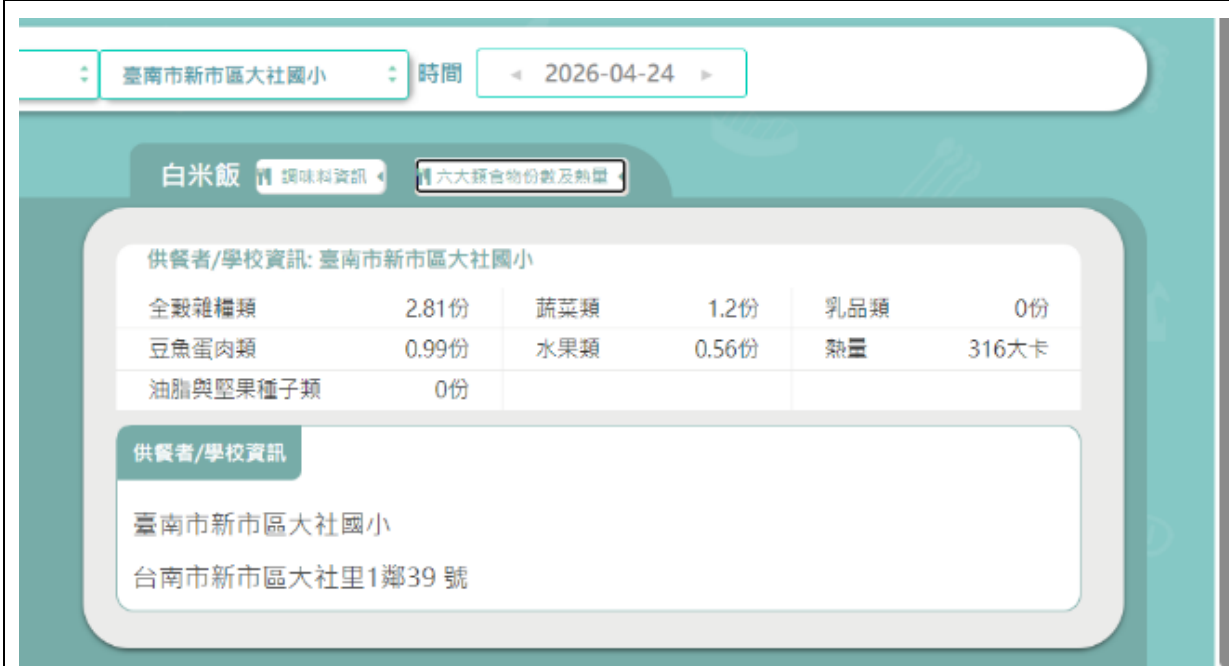 臺南市新市區大社國小 時間 2026-04-24
白米飯 調味料資訊 六大類食物份數及熱量
供餐者/學校資訊: 臺南市新市區大社國小
全穀雜糧類 2.81份 蔬菜類 1.2份 乳品類 0份
豆魚蛋肉類 0.99份 水果類 0.56份 熱量 316大卡
油脂與堅果種子類 0份
供餐者/學校資訊
臺南市新市區大社國小
台南市新市區大社里1鄰39 號